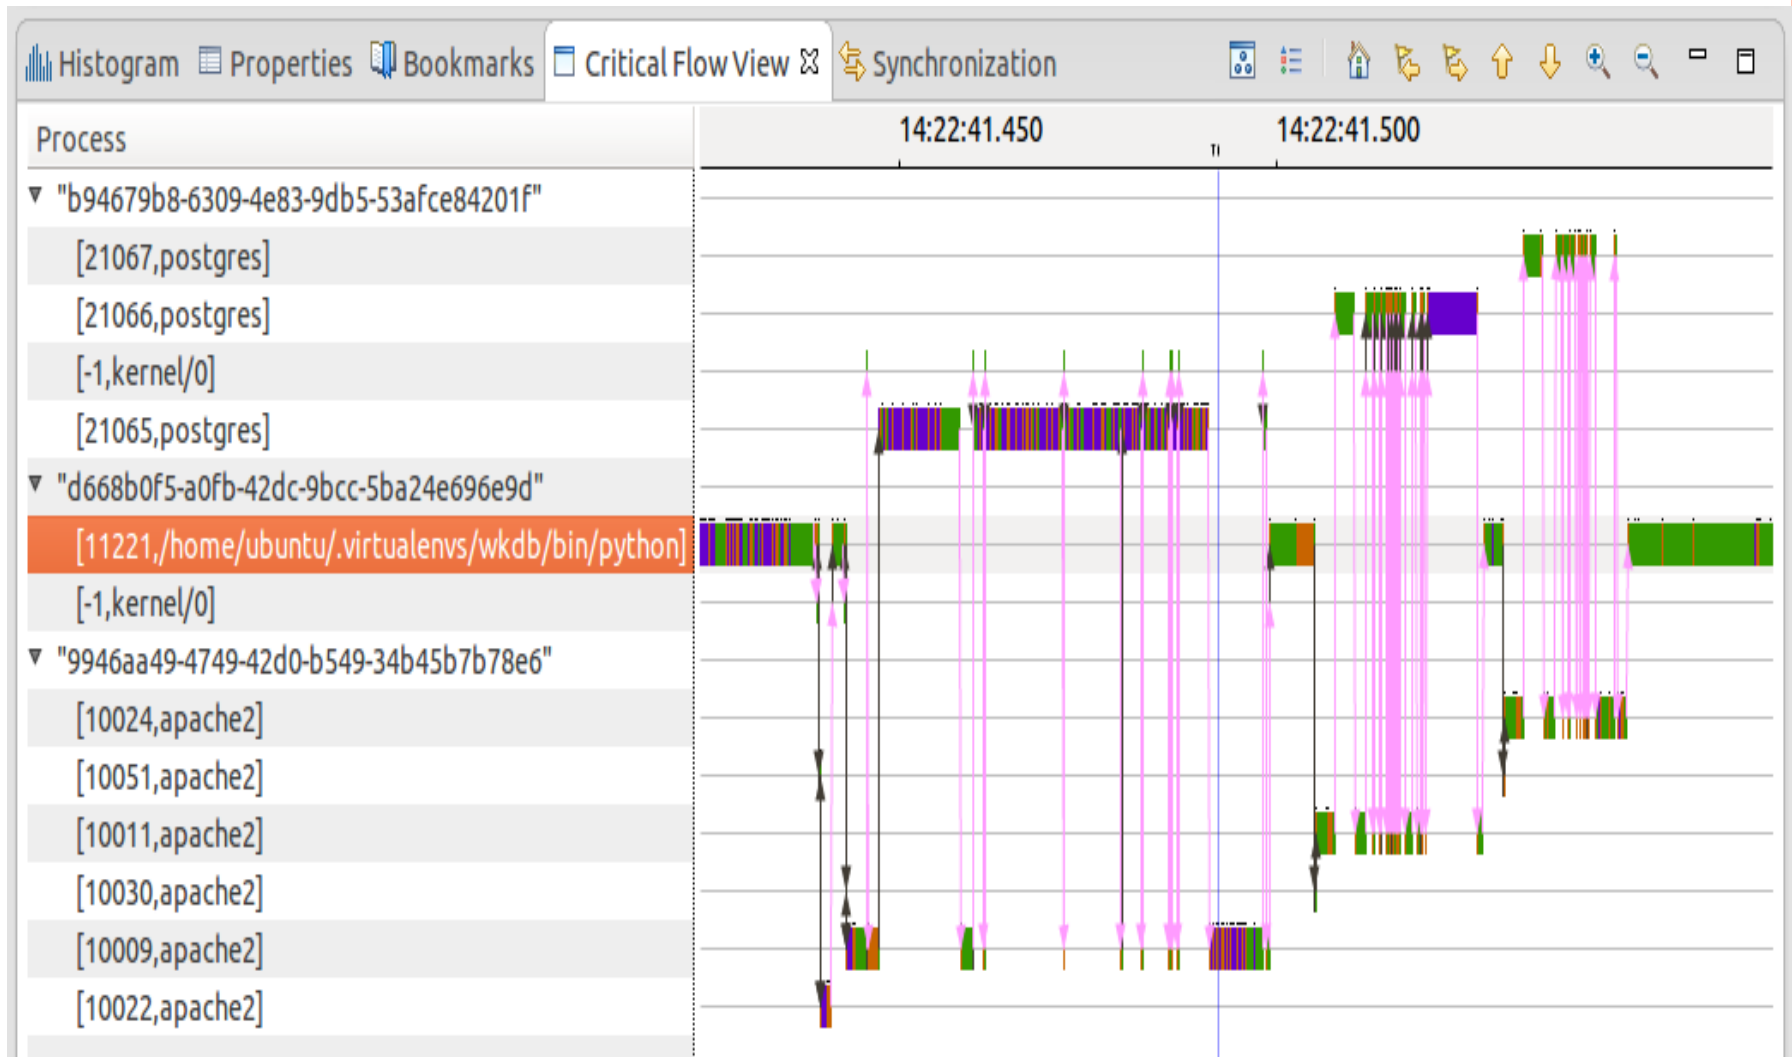 Histogram Properties Bookmarks Critical Flow View Synchronization
Process 14:22:41.450 14:22:41.500
"b94679b8-6309-4e83-9db5-53afce84201f"
[21067,postgres]
[21066,postgres]
[-1,kernel/0]
[21065,postgres]
"d668b0f5-a0fb-42dc-9bcc-5ba24e696e9d"
[11221,/home/ubuntu/.virtualenvs/wkdb/bin/python]
[-1,kernel/0]
"9946aa49-4749-42d0-b549-34b45b7b78e6"
[10024,apache2]
[10051,apache2]
[10011,apache2]
[10030,apache2]
[10009,apache2]
[10022,apache2]